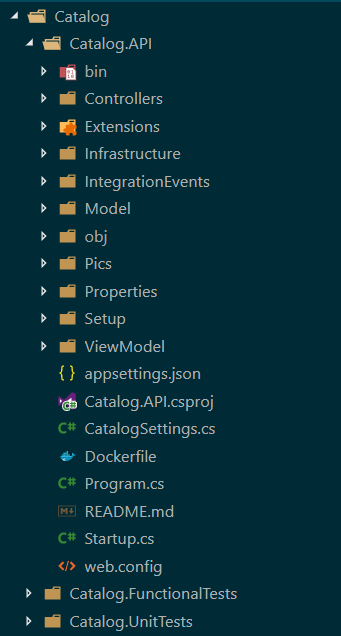 Catalog
Catalog.API
bin
Controllers
Extensions
Infrastructure
IntegrationEvents
Model
obj
Pics
Properties
Setup
ViewModel
appsettings.json
Catalog.API.csproj
CatalogSettings.cs
Dockerfile
Program.cs
README.md
Startup.cs
web.config
Catalog.FunctionalTests
Catalog.UnitTests